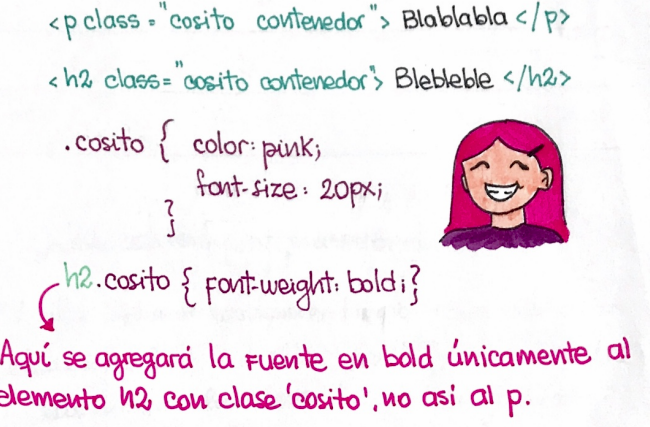 <p class="cosito contenedor"> Blablabla </p>
<h2 class="cosito contenedor"> Blebleble </h2>
.cosito { color: pink;
font-size: 20px;
}
h2.cosito { font-weight: bold; }
Aquí se agregará la fuente en bold únicamente al
elemento h2 con clase 'cosito', no así al p.